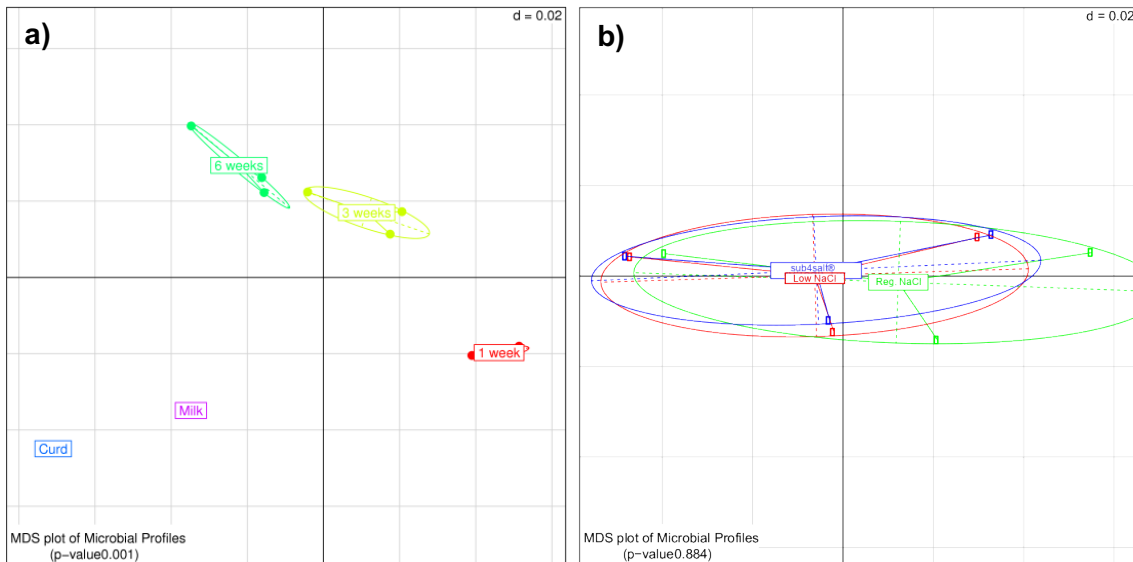 a)
d = 0.02
6 weeks
3 weeks
1 week
Milk
Curd
MDS plot of Microbial Profiles
(p-value0.001)
b)
d = 0.02
sub4salt®
Low NaCl
Reg. NaCl
MDS plot of Microbial Profiles
(p-value0.884)